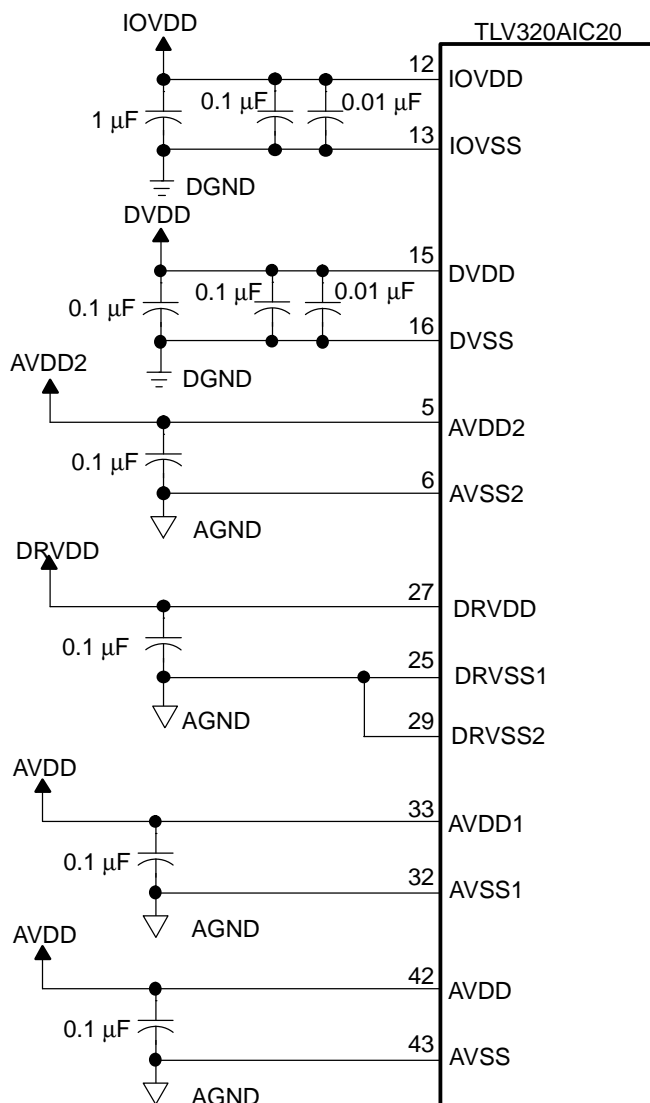 TLV320AIC20
IOVDD
12
IOVDD
1 μF
0.1 μF
0.01 μF
13
IOVSS
DGND
DVDD
15
DVDD
0.1 μF
0.1 μF
0.01 μF
16
DVSS
DGND
AVDD2
5
AVDD2
0.1 μF
6
AVSS2
AGND
DRVDD
27
DRVDD
0.1 μF
25
DRVSS1
AGND
29
DRVSS2
AVDD
33
AVDD1
0.1 μF
32
AVSS1
AGND
AVDD
42
AVDD
0.1 μF
43
AVSS
AGND